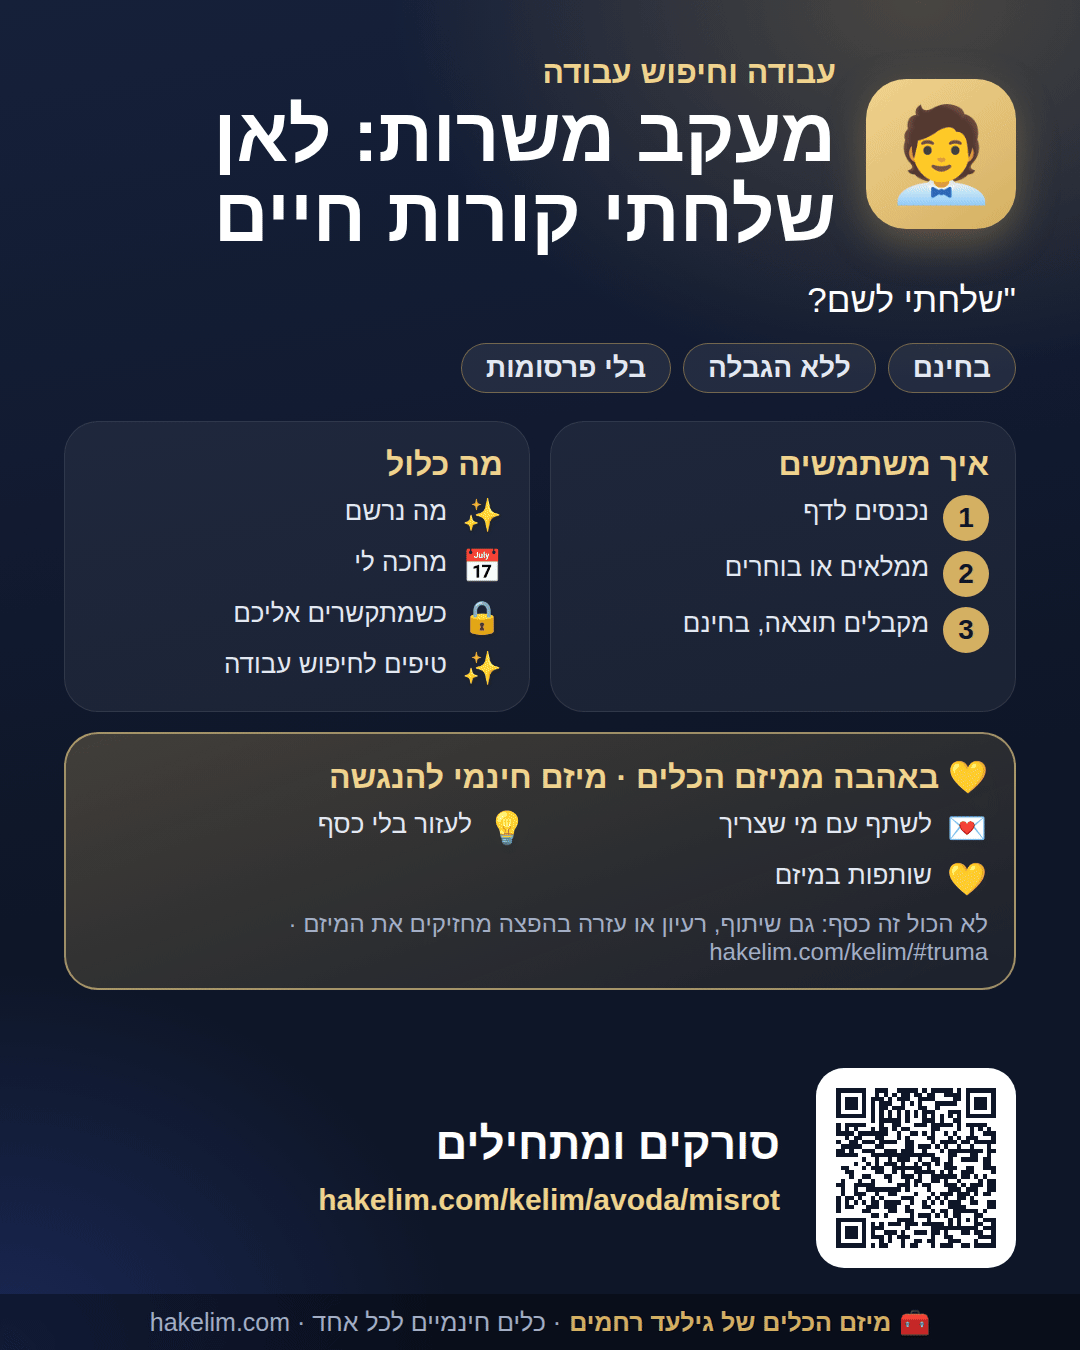 עבודה וחיפוש עבודה
מעקב משרות: לאן
שלחתי קורות חיים
"שלחתי לשם?
בחינם
ללא הגבלה
בלי פרסומות
איך משתמשים
1 נכנסים לדף
2 ממלאים או בוחרים
3 מקבלים תוצאה, בחינם
מה כלול
מה נרשם
מחכה לי
כשמתקשרים אליכם
טיפים לחיפוש עבודה
באהבה ממיזם הכלים · מיזם חינמי להנגשה
לשתף עם מי שצריך
לעזור בלי כסף
שותפות במיזם
לא הכול זה כסף: גם שיתוף, רעיון או עזרה בהפצה מחזיקים את המיזם ·
hakelim.com/kelim/#truma
סורקים ומתחילים
hakelim.com/kelim/avoda/misrot
מיזם הכלים של גילעד רחמים · כלים חינמיים לכל אחד · hakelim.com